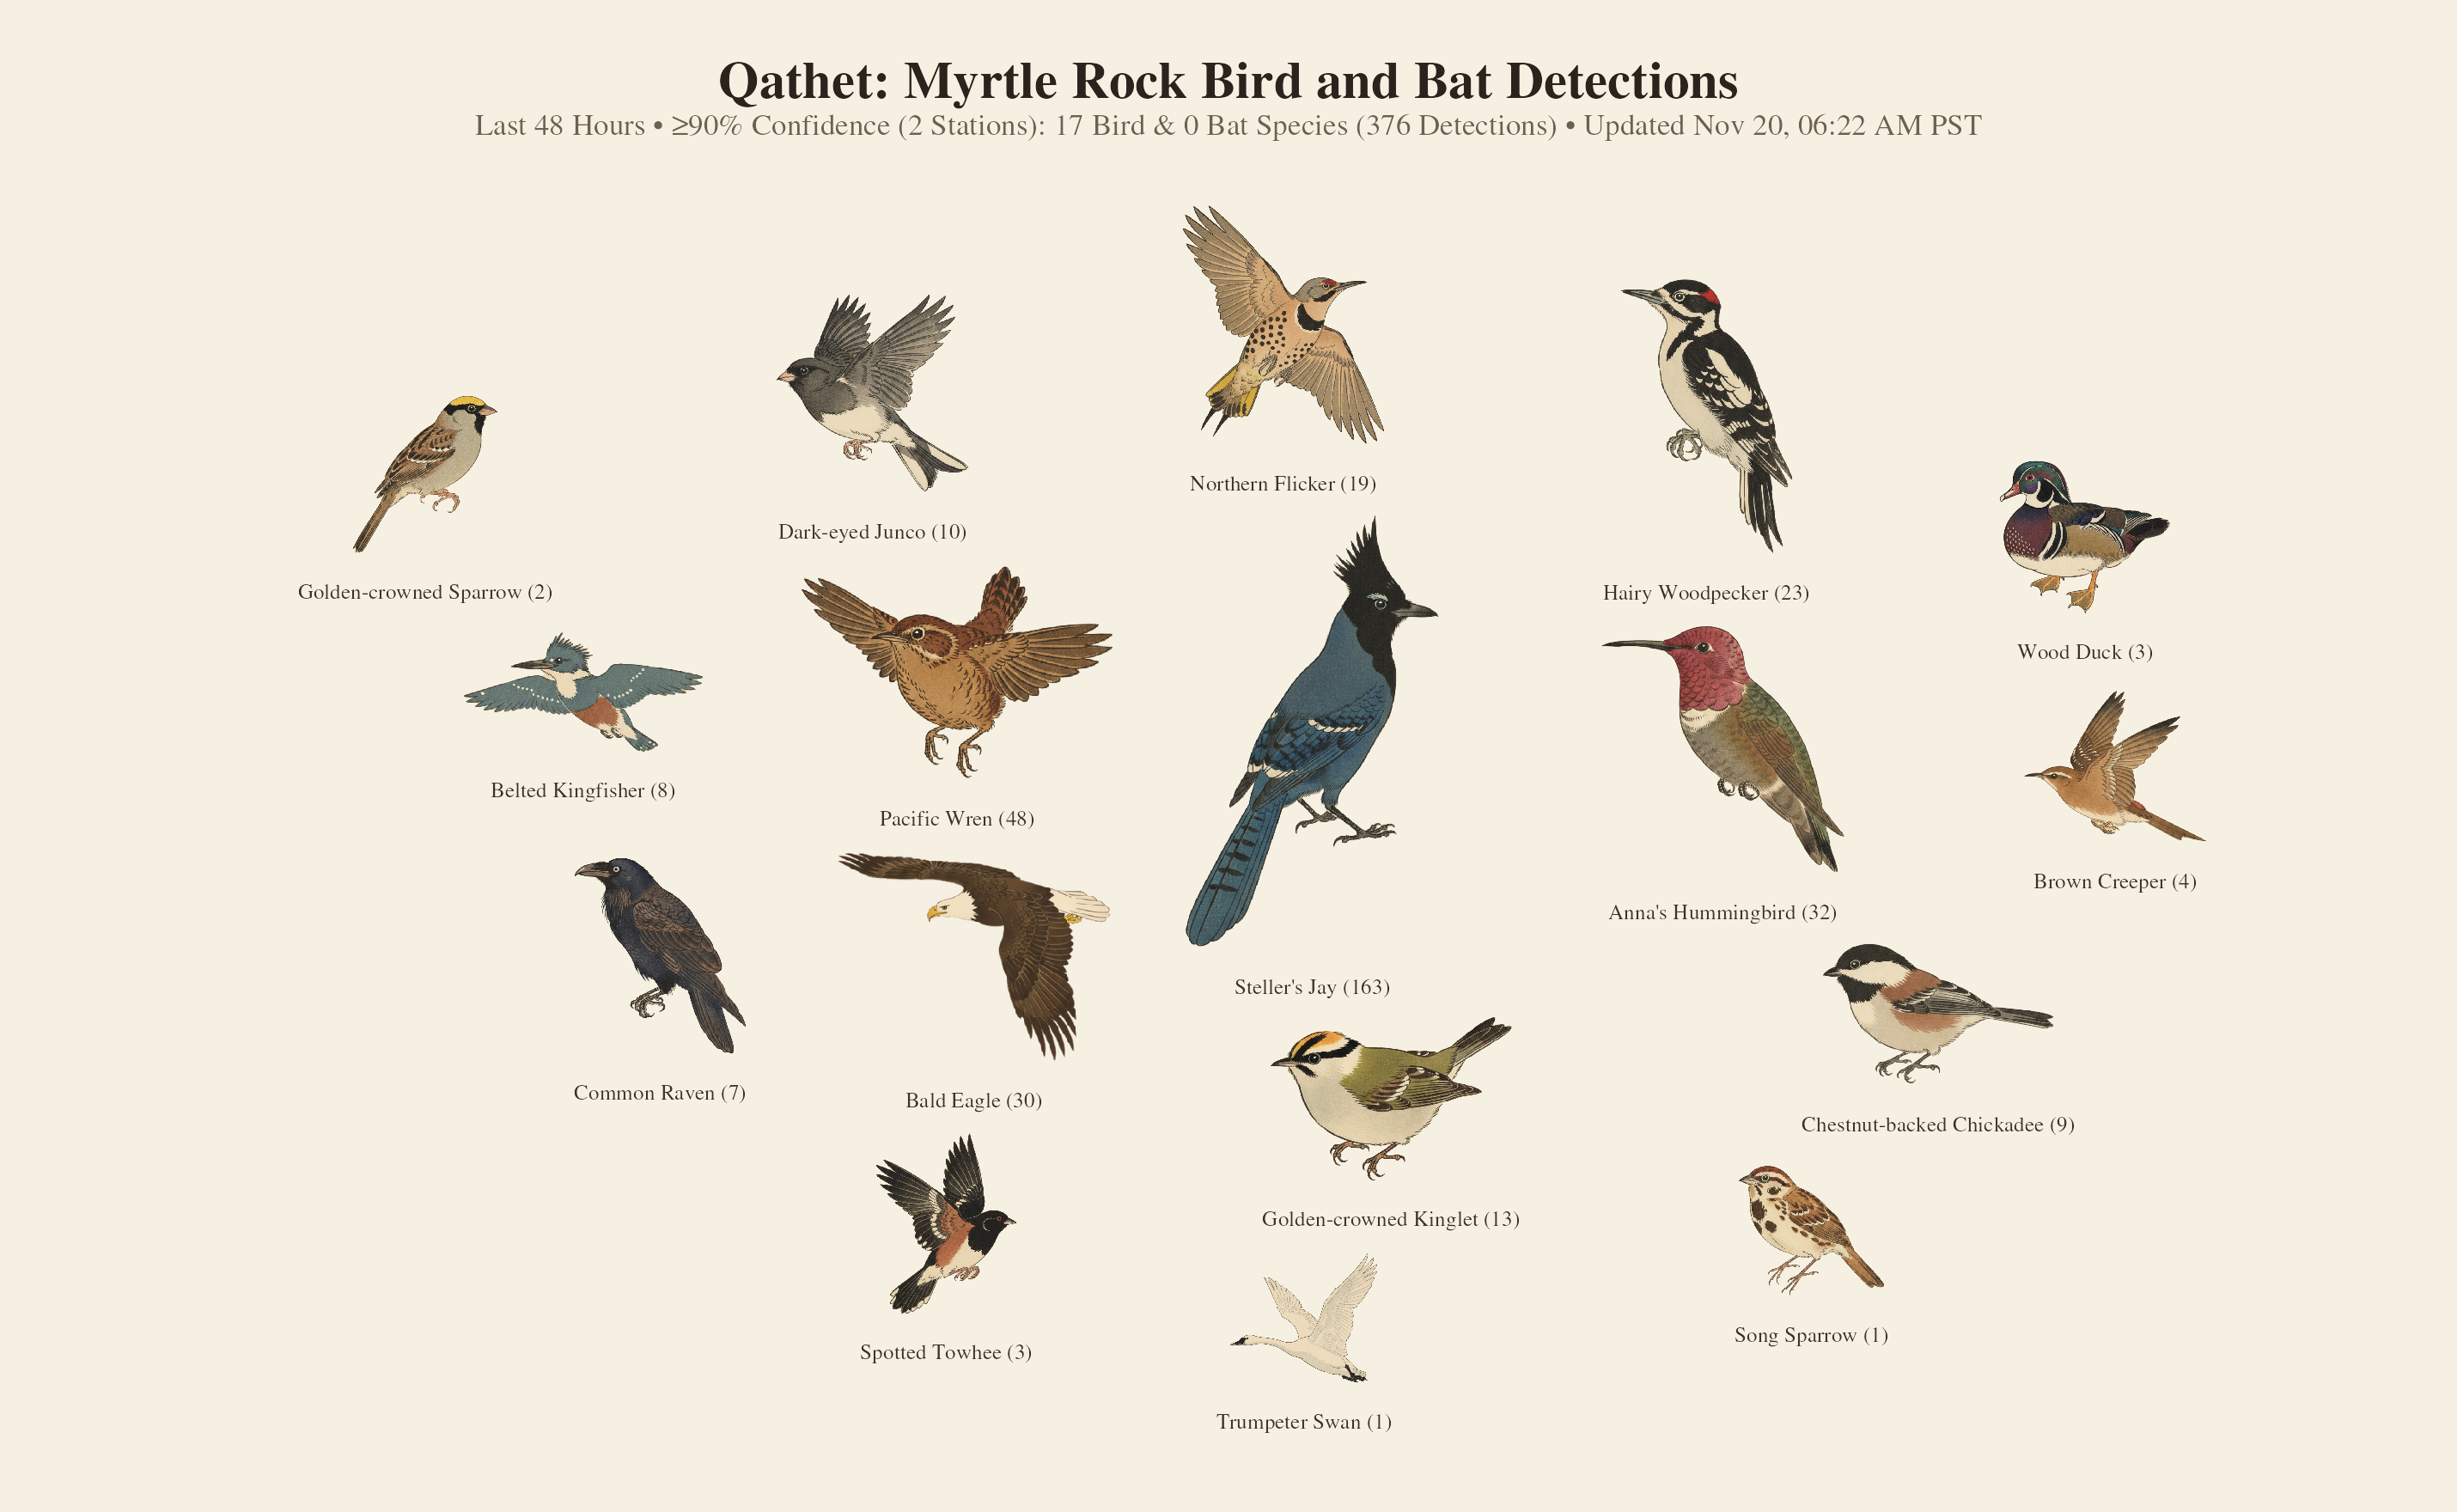 Qathet: Myrtle Rock Bird and Bat Detections
Last 48 Hours • ≥90% Confidence (2 Stations): 17 Bird & 0 Bat Species (376 Detections) • Updated Nov 20, 06:22 AM PST
Northern Flicker (19)
Dark-eyed Junco (10)
Golden-crowned Sparrow (2)
Hairy Woodpecker (23)
Wood Duck (3)
Belted Kingfisher (8)
Pacific Wren (48)
Brown Creeper (4)
Anna's Hummingbird (32)
Steller's Jay (163)
Common Raven (7)
Bald Eagle (30)
Chestnut-backed Chickadee (9)
Golden-crowned Kinglet (13)
Song Sparrow (1)
Spotted Towhee (3)
Trumpeter Swan (1)